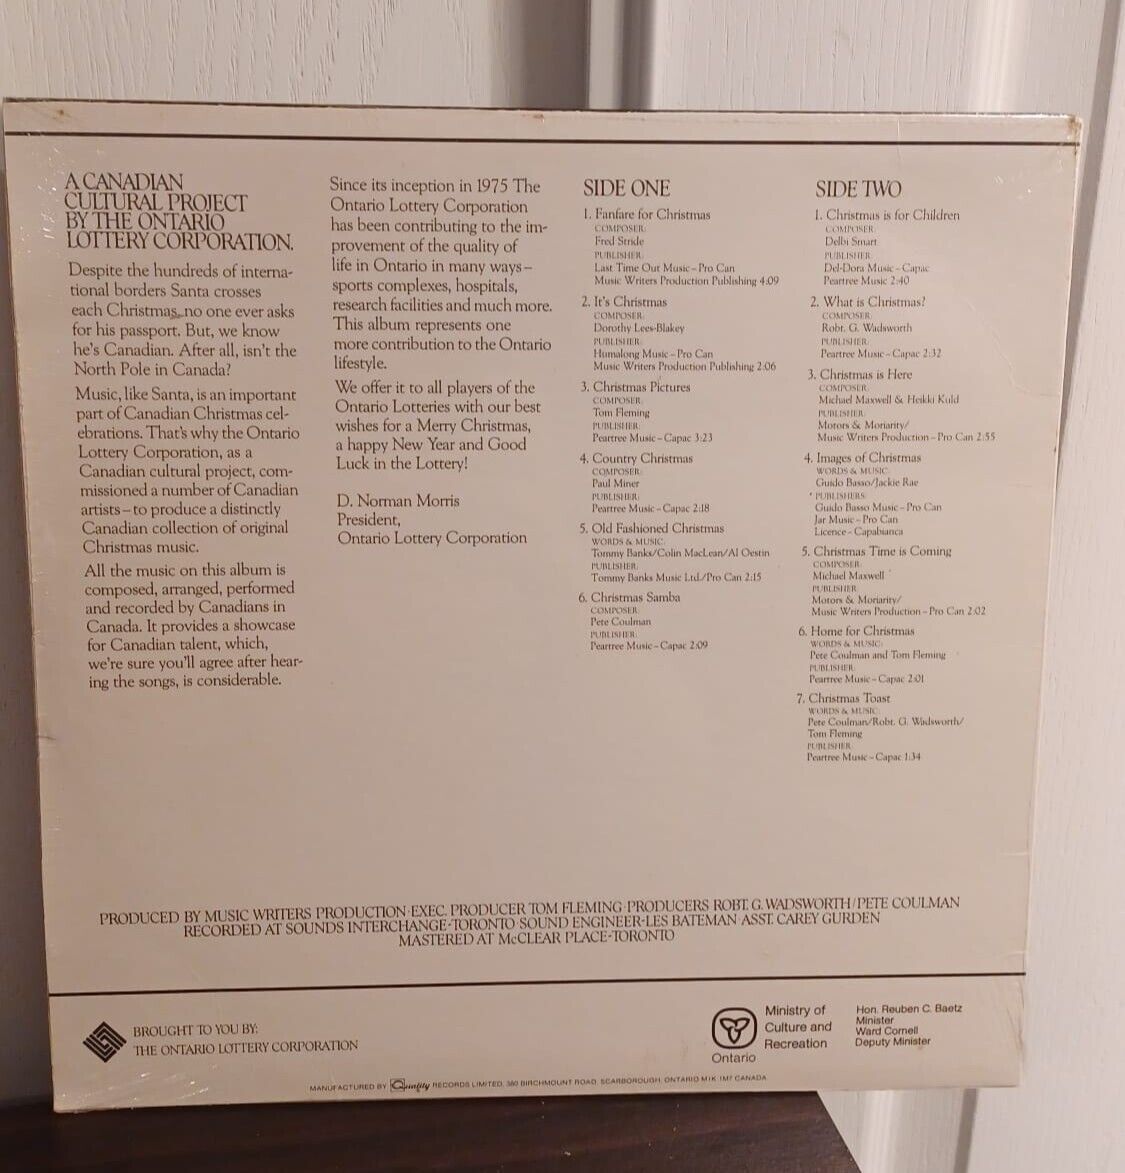 A CANADIAN
CULTURAL PROJECT
BY THE ONTARIO
LOTTERY CORPORATION.
Despite the hundreds of interna-
tional borders Santa crosses
each Christmas, no one ever asks
for his passport. But, we know
he's Canadian. After all, isn't the
North Pole in Canada?
Music, like Santa, is an important
part of Canadian Christmas cel-
ebrations. That's why the Ontario
Lottery Corporation, as a
Canadian cultural project, com-
missioned a number of Canadian
artists – to produce a distinctly
Canadian collection of original
Christmas music.
All the music on this album is
composed, arranged, performed
and recorded by Canadians in
Canada. It provides a showcase
for Canadian talent, which,
we're sure you'll agree after hear-
ing the songs, is considerable.
Since its inception in 1975 The
Ontario Lottery Corporation
has been contributing to the im-
provement of the quality of
life in Ontario in many ways –
sports complexes, hospitals,
research facilities and much more.
This album represents one
more contribution to the Ontario
lifestyle.
We offer it to all players of the
Ontario Lotteries with our best
wishes for a Merry Christmas,
a happy New Year and Good
Luck in the Lottery!
D. Norman Morris
President,
Ontario Lottery Corporation
SIDE ONE
1. Fanfare for Christmas
COMPOSER:
Fred Stride
PUBLISHER:
Last Time Out Music – Pro Can
Music Writers Production Publishing 4:09
2. It's Christmas
COMPOSER:
Dorothy Lees-Blakey
PUBLISHER:
Humalong Music – Pro Can
Music Writers Production Publishing 2:06
3. Christmas Pictures
COMPOSER:
Tom Fleming
PUBLISHER:
Peartree Music – Capac 3:23
4. Country Christmas
COMPOSER:
Paul Miner
PUBLISHER:
Peartree Music – Capac 2:18
5. Old Fashioned Christmas
WORDS & MUSIC:
Tommy Banks/Colin MacLean/Al Oestin
PUBLISHER:
Tommy Banks Music Ltd./Pro Can 2:15
6. Christmas Samba
COMPOSER:
Pete Coulman
PUBLISHER:
Peartree Music – Capac 2:09
SIDE TWO
1. Christmas is for Children
COMPOSER:
Delbi Smart
PUBLISHER:
Del-Dora Music – Capac
Peartree Music 2:40
2. What is Christmas?
COMPOSER:
Robt. G. Wadsworth
PUBLISHER:
Peartree Music – Capac 2:32
3. Christmas is Here
COMPOSER:
Michael Maxwell & Heikki Kuld
PUBLISHER:
Motors & Moriarity/
Music Writers Production – Pro Can 2:55
4. Images of Christmas
WORDS & MUSIC:
Guido Basso/Jackie Rae
PUBLISHERS:
Guido Basso Music – Pro Can
Jar Music – Pro Can
Licence – Capabianca
5. Christmas Time is Coming
COMPOSER:
Michael Maxwell
PUBLISHER:
Motors & Moriarity/
Music Writers Production – Pro Can 2:02
6. Home for Christmas
WORDS & MUSIC:
Pete Coulman and Tom Fleming
PUBLISHER:
Peartree Music – Capac 2:01
7. Christmas Toast
WORDS & MUSIC:
Pete Coulman/Robt. G. Wadsworth/
Tom Fleming
PUBLISHER:
Peartree Music – Capac 1:34
PRODUCED BY MUSIC WRITERS PRODUCTION·EXEC. PRODUCER TOM FLEMING·PRODUCERS ROBT. G. WADSWORTH/PETE COULMAN
RECORDED AT SOUNDS INTERCHANGE-TORONTO·SOUND ENGINEER-LES BATEMAN·ASST. CAREY GURDEN
MASTERED AT McCLEAR PLACE-TORONTO
BROUGHT TO YOU BY:
THE ONTARIO LOTTERY CORPORATION
Ontario
Ministry of
Culture and
Recreation
Hon. Reuben C. Baetz
Minister
Ward Cornell
Deputy Minister
MANUFACTURED BY Quality RECORDS LIMITED, 380 BIRCHMOUNT ROAD, SCARBOROUGH, ONTARIO M1K 1M7 CANADA